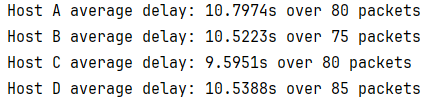 Host A average delay: 10.7974s over 80 packets
Host B average delay: 10.5223s over 75 packets
Host C average delay: 9.5951s over 80 packets
Host D average delay: 10.5388s over 85 packets